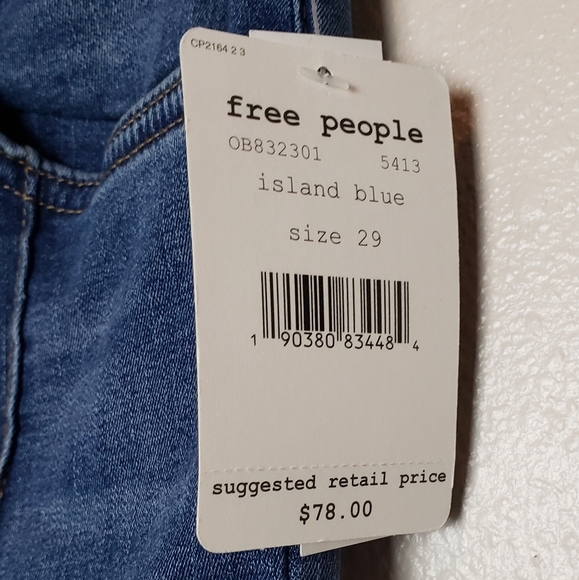 CP2164 2 3
free people
OB832301 5413
island blue
size 29
1 90380 83448 4
suggested retail price
$78.00